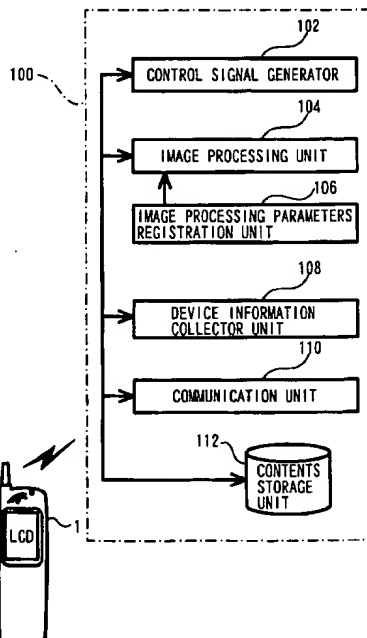 102
100
CONTROL SIGNAL GENERATOR
104
IMAGE PROCESSING UNIT
106
IMAGE PROCESSING PARAMETERS
REGISTRATION UNIT
108
DEVICE INFORMATION
COLLECTOR UNIT
110
COMMUNICATION UNIT
112
CONTENTS
STORAGE
UNIT
1
LCD